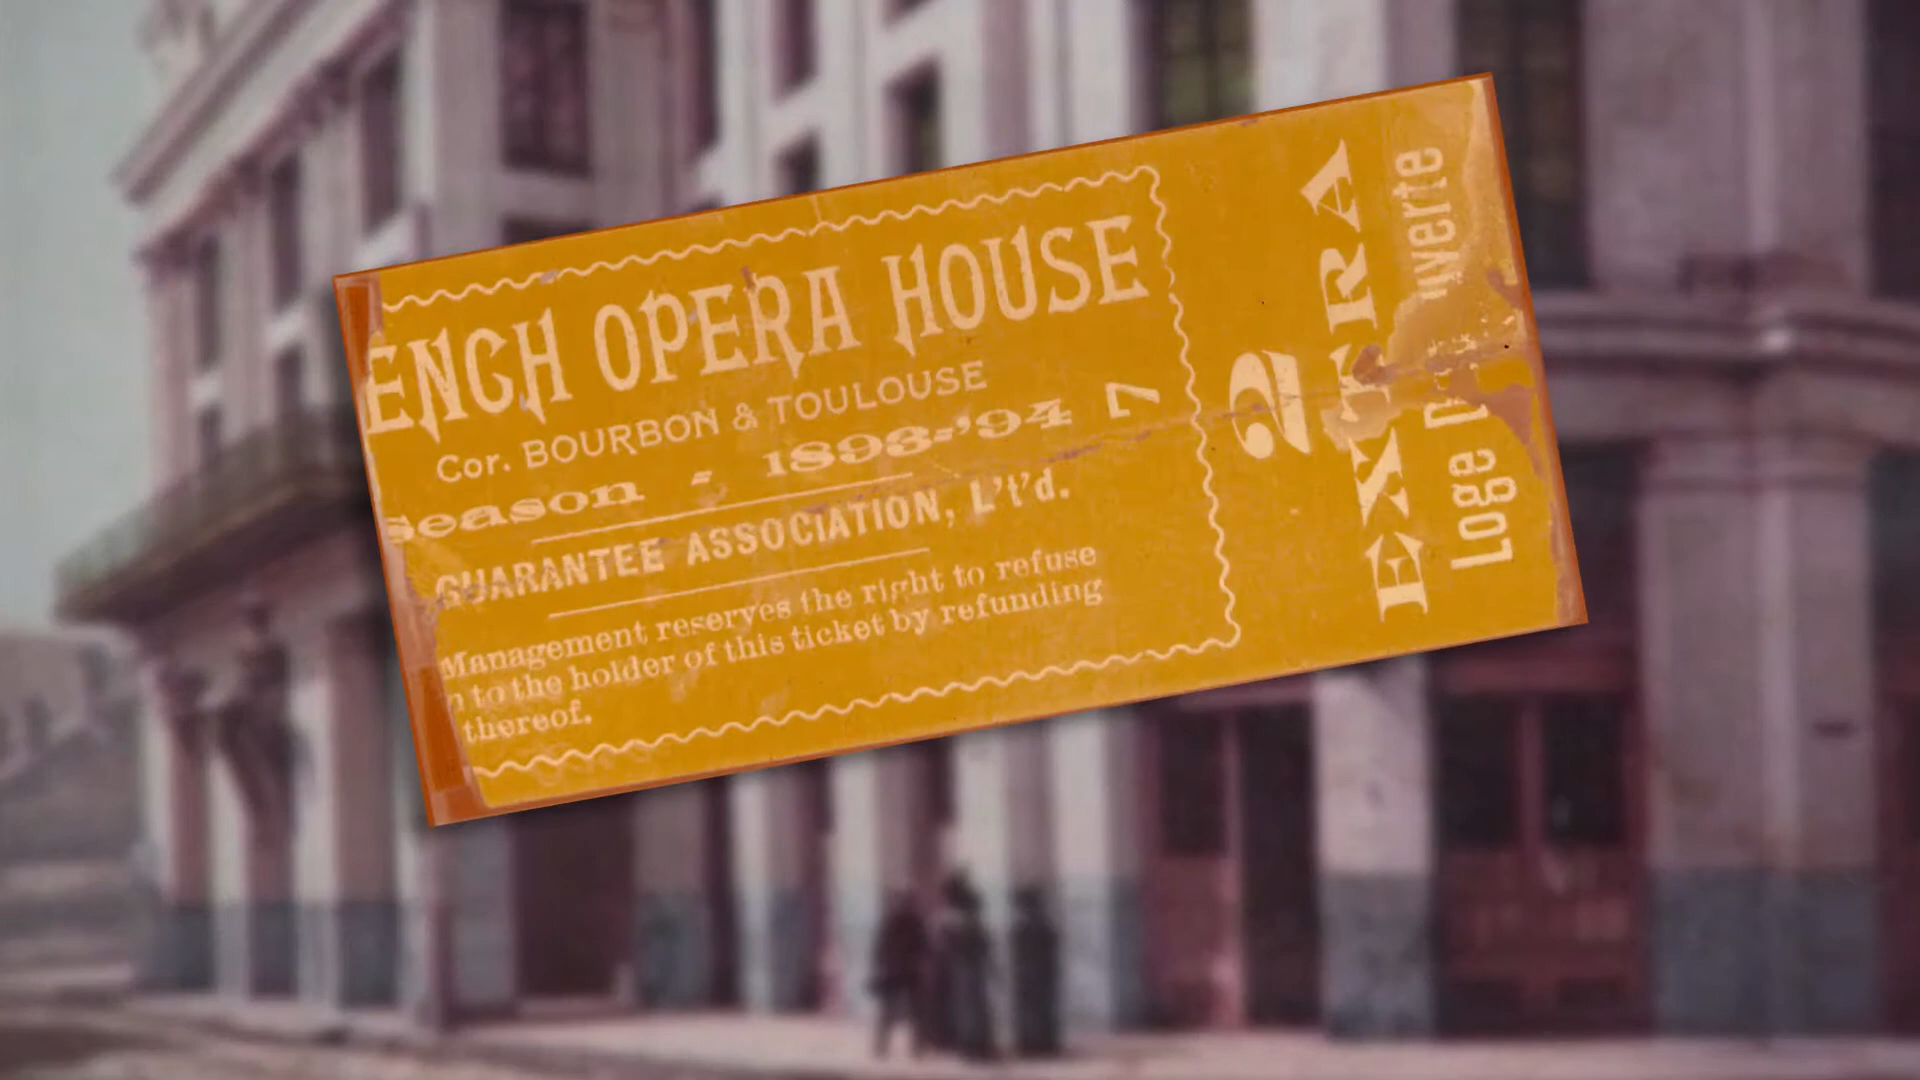 ENCH OPERA HOUSE
Cor. BOURBON & TOULOUSE
season - 1893-'94 7
GUARANTEE ASSOCIATION, L't'd.
Management reserves the right to refuse
n to the holder of this ticket by refunding
thereof.
2
EXTRA
Loge
uverte